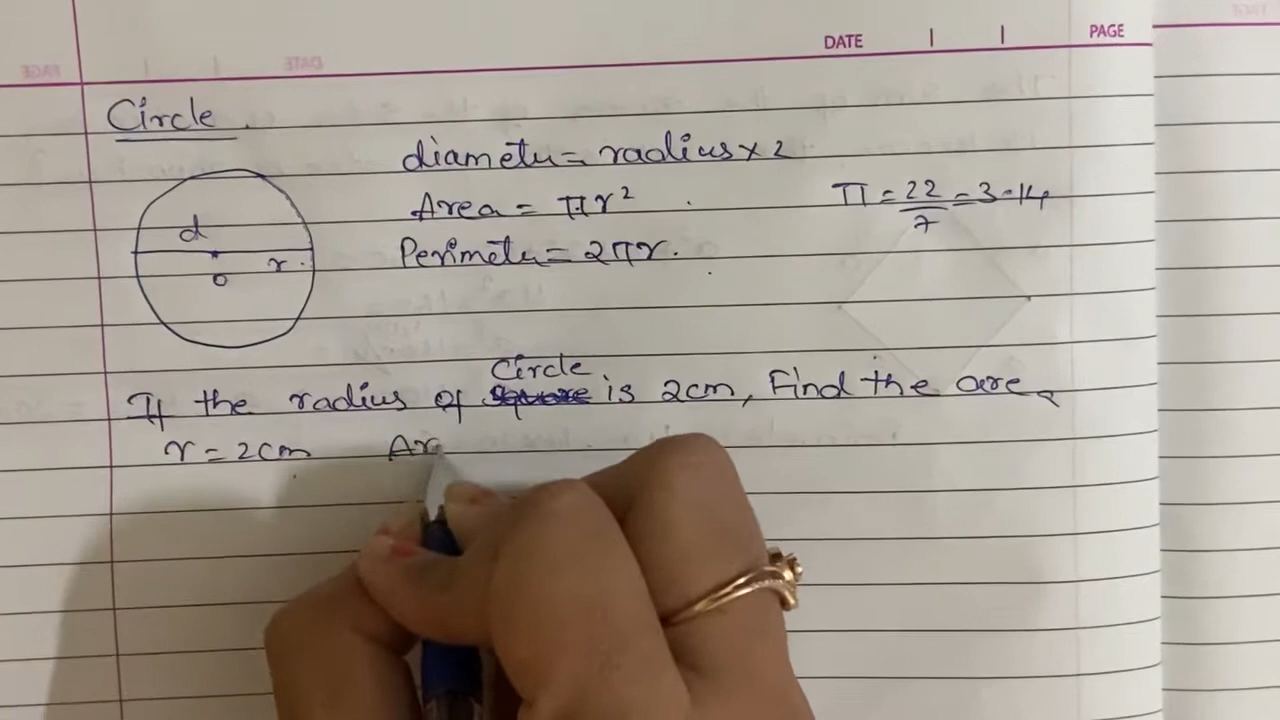 DATE
PAGE
Circle.
diameter = radius × 2
Area = πr²
π = 22/7 = 3.14
Perimeter = 2πr.
d
r.
o
Circle
If the radius of square is 2cm, Find the are
r = 2cm Ar